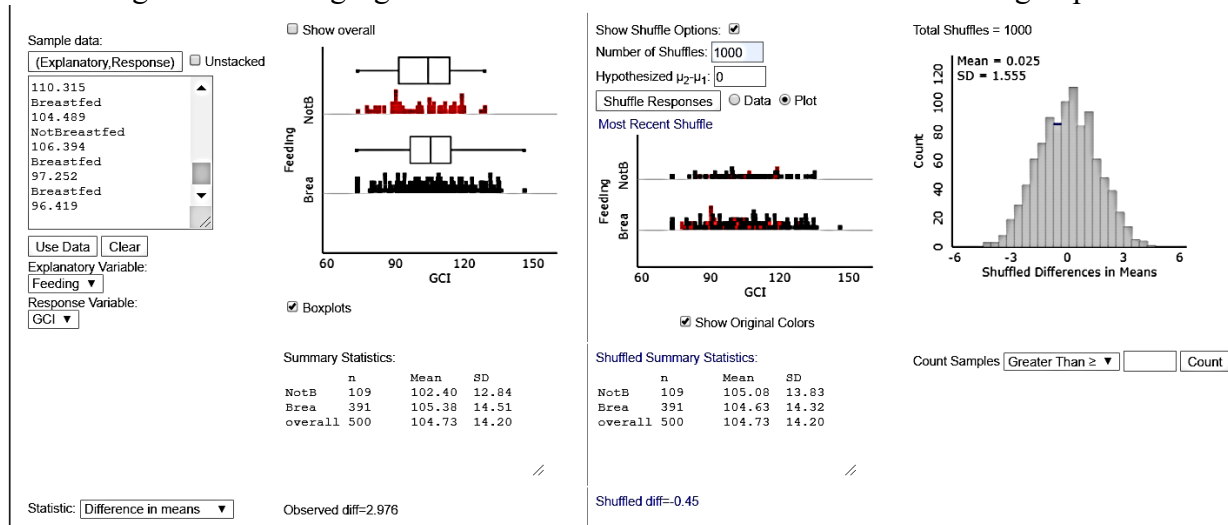 Sample data:
(Explanatory,Response) Unstacked
110.315
Breastfed
104.489
NotBreastfed
106.394
Breastfed
97.252
Breastfed
96.419
Use Data Clear
Explanatory Variable:
Feeding ▼
Response Variable:
GCI ▼
Statistic: Difference in means ▼
Show overall
NotB
Brea
Feeding
60 90 120 150
GCI
Boxplots
Summary Statistics:
n Mean SD
NotB 109 102.40 12.84
Brea 391 105.38 14.51
overall 500 104.73 14.20
Observed diff=2.976
Show Shuffle Options:
Number of Shuffles: 1000
Hypothesized μ2-μ1: 0
Shuffle Responses Data Plot
Most Recent Shuffle
NotB
Brea
Feeding
60 90 120 150
GCI
Show Original Colors
Shuffled Summary Statistics:
n Mean SD
NotB 109 105.08 13.83
Brea 391 104.63 14.32
overall 500 104.73 14.20
Shuffled diff=-0.45
Total Shuffles = 1000
Mean = 0.025
SD = 1.555
Count
120
100
80
60
40
20
0
-6 -3 0 3 6
Shuffled Differences in Means
Count Samples Greater Than ≥ ▼ Count